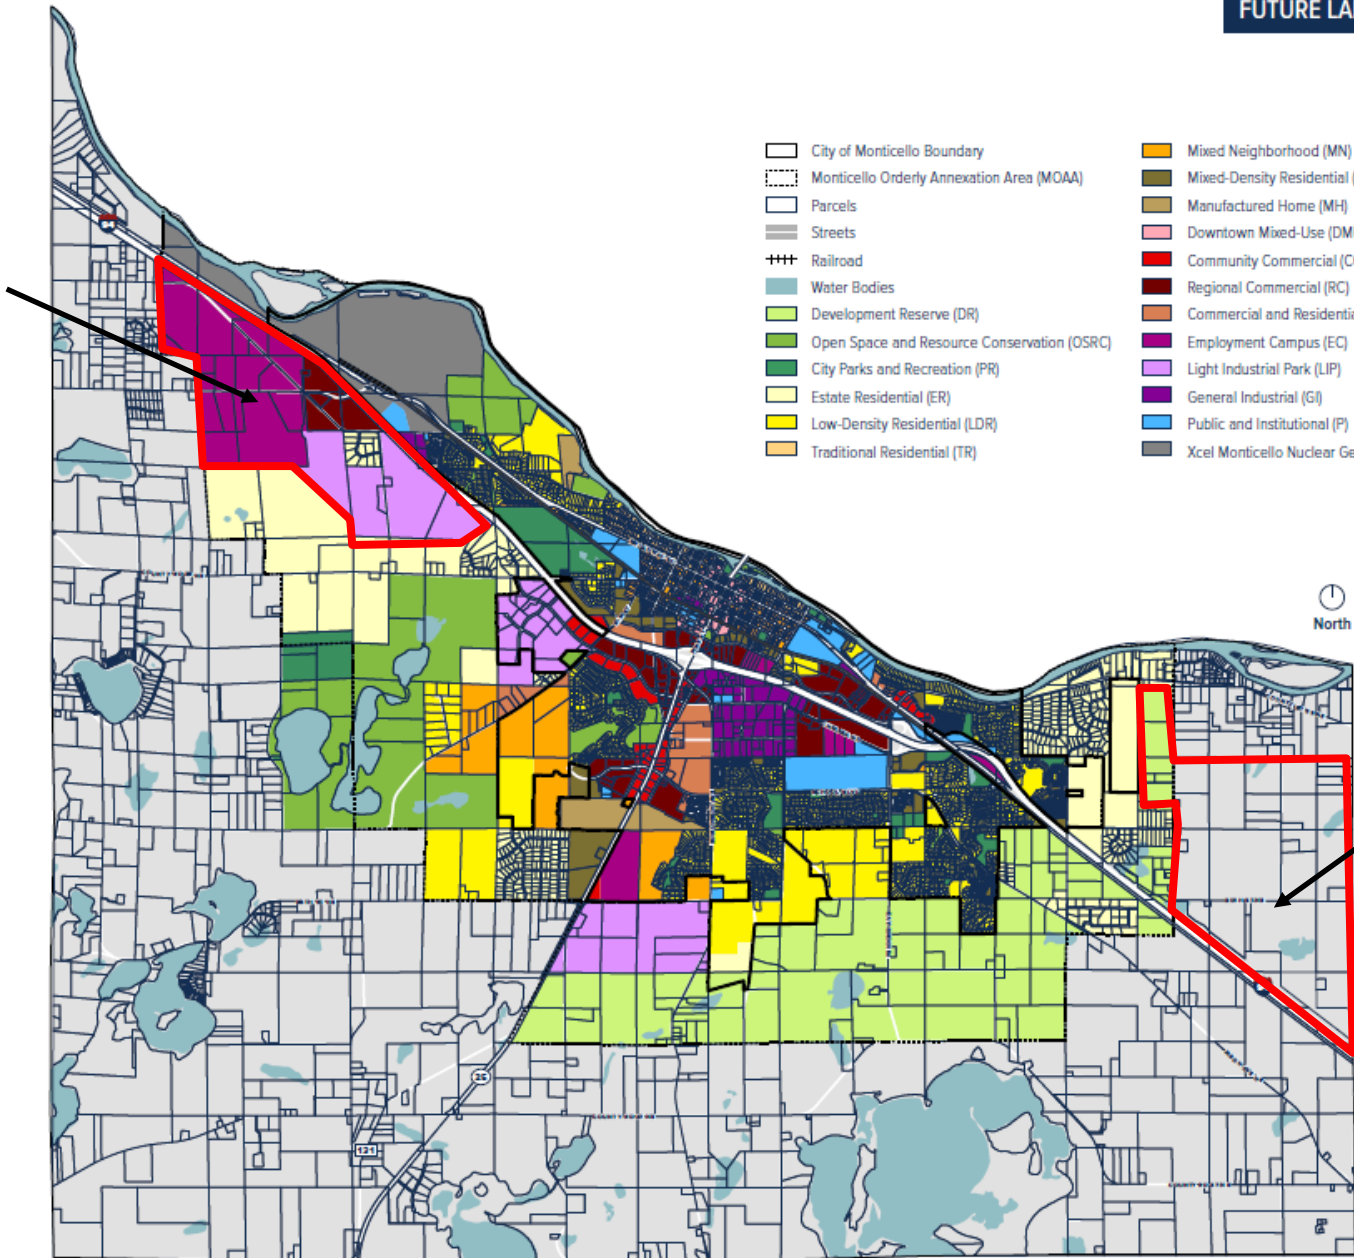 FUTURE LA
City of Monticello Boundary
Monticello Orderly Annexation Area (MOAA)
Parcels
Streets
Railroad
Water Bodies
Development Reserve (DR)
Open Space and Resource Conservation (OSRC)
City Parks and Recreation (PR)
Estate Residential (ER)
Low-Density Residential (LDR)
Traditional Residential (TR)
Mixed Neighborhood (MN)
Mixed-Density Residential (
Manufactured Home (MH)
Downtown Mixed-Use (DM
Community Commercial (C
Regional Commercial (RC)
Commercial and Residentia
Employment Campus (EC)
Light Industrial Park (LIP)
General Industrial (GI)
Public and Institutional (P)
Xcel Monticello Nuclear Ge
North
25
131